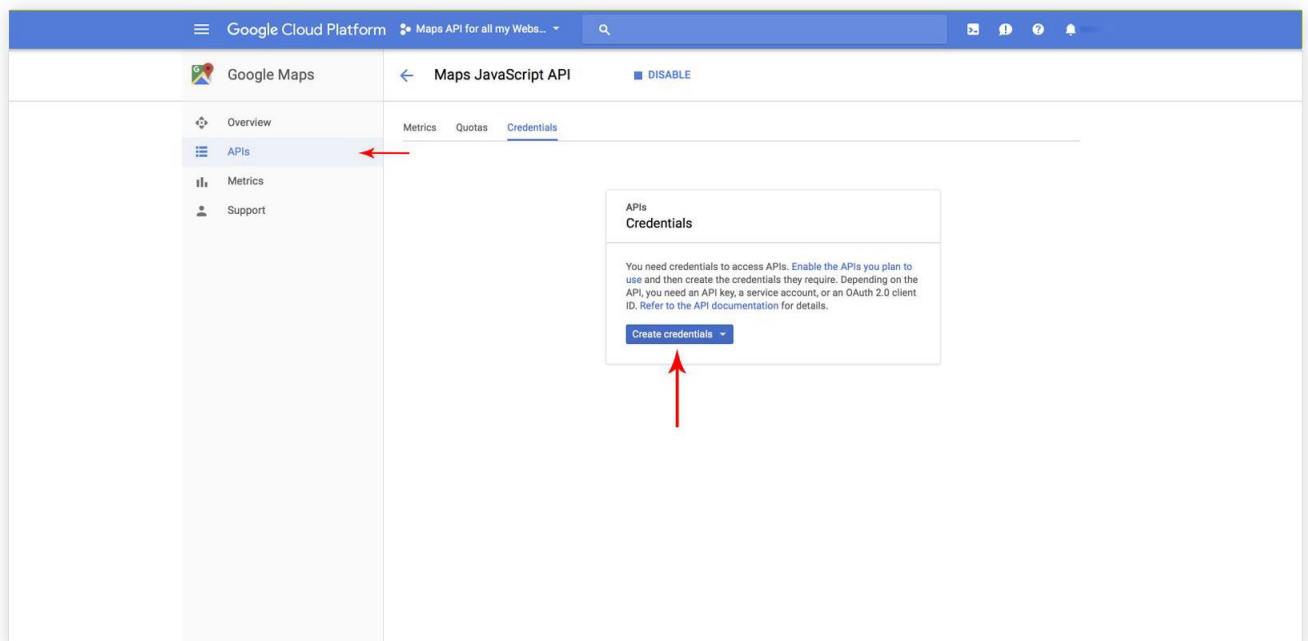 Google Cloud Platform
Maps API for all my Webs...
Google Maps
Maps JavaScript API
DISABLE
Overview
APIs
Metrics
Support
Metrics Quotas Credentials
APIs
Credentials
You need credentials to access APIs. Enable the APIs you plan to
use and then create the credentials they require. Depending on the
API, you need an API key, a service account, or an OAuth 2.0 client
ID. Refer to the API documentation for details.
Create credentials